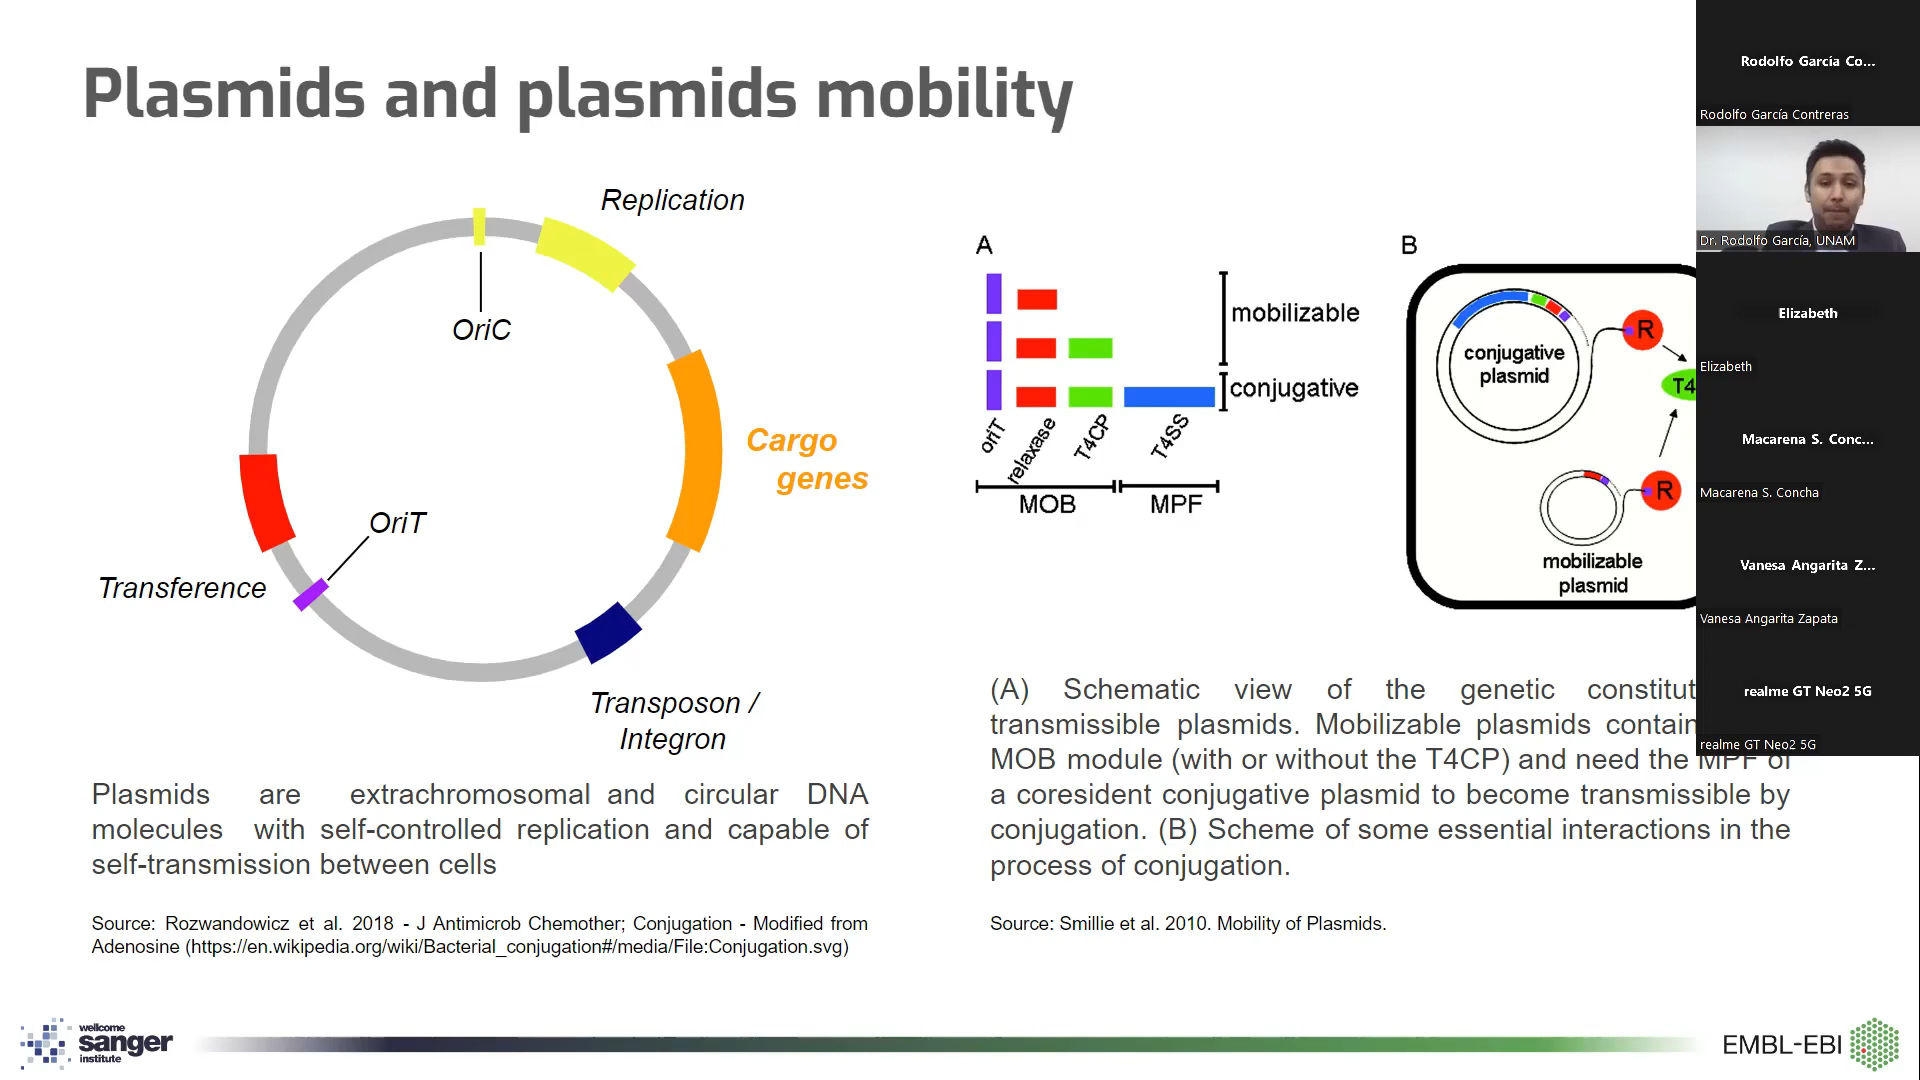 Plasmids and plasmids mobility
Replication
OriC
Cargo
genes
OriT
Transference
Transposon /
Integron
Plasmids are extrachromosomal and circular DNA
molecules with self-controlled replication and capable of
self-transmission between cells
Source: Rozwandowicz et al. 2018 - J Antimicrob Chemother; Conjugation - Modified from
Adenosine (https://en.wikipedia.org/wiki/Bacterial_conjugation#/media/File:Conjugation.svg)
A
mobilizable
conjugative
oriT
relaxase
T4CP
T4SS
MOB
MPF
B
conjugative
plasmid
R
T4
R
mobilizable
plasmid
(A) Schematic view of the genetic constitut
transmissible plasmids. Mobilizable plasmids contain
MOB module (with or without the T4CP) and need the MPF of
a coresident conjugative plasmid to become transmissible by
conjugation. (B) Scheme of some essential interactions in the
process of conjugation.
Source: Smillie et al. 2010. Mobility of Plasmids.
Rodolfo García Co...
Rodolfo García Contreras
Dr. Rodolfo García, UNAM
Elizabeth
Elizabeth
Macarena S. Conc...
Macarena S. Concha
Vanesa Angarita Z...
Vanesa Angarita Zapata
realme GT Neo2 5G
realme GT Neo2 5G
wellcome
sanger
institute
EMBL-EBI